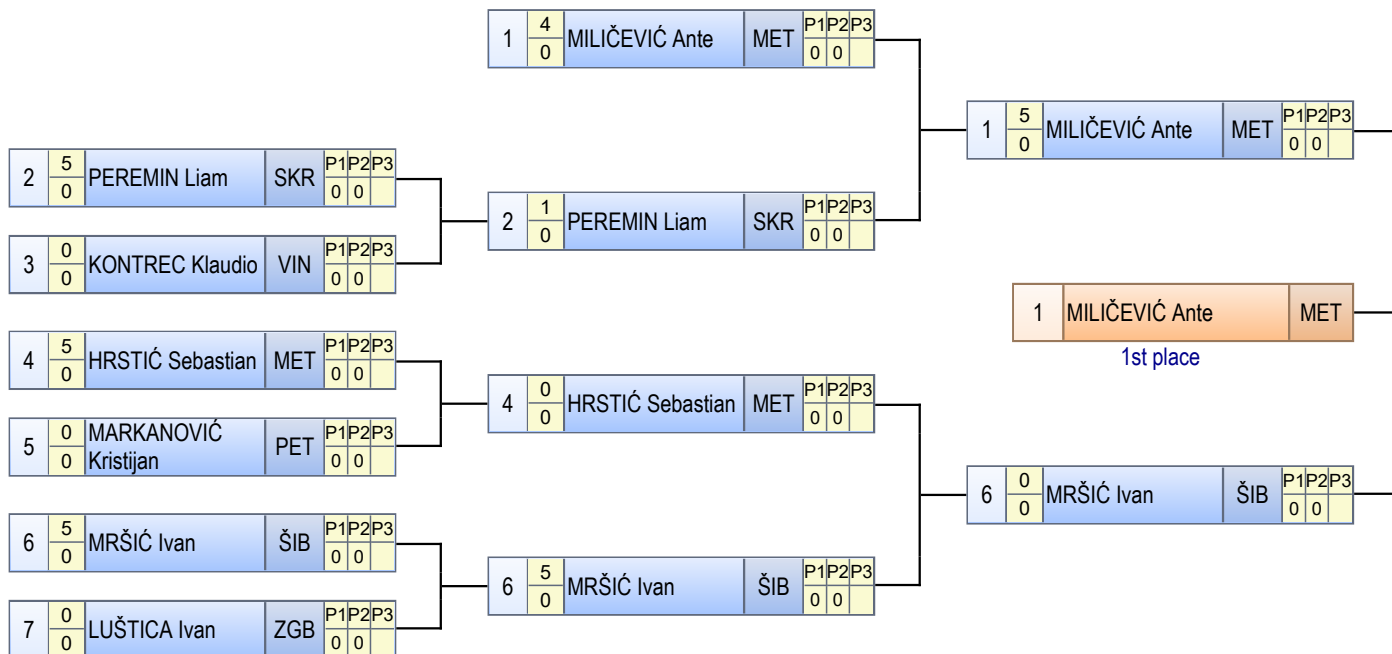 1 4 MILIČEVIĆ Ante MET P1 P2 P3
0 0 0
1 5 MILIČEVIĆ Ante MET P1 P2 P3
0 0 0
2 5 PEREMIN Liam SKR P1 P2 P3
0 0 0
2 1 PEREMIN Liam SKR P1 P2 P3
0 0 0
3 0 KONTREC Klaudio VIN P1 P2 P3
0 0 0
1 MILIČEVIĆ Ante MET
1st place
4 5 HRSTIĆ Sebastian MET P1 P2 P3
0 0 0
4 0 HRSTIĆ Sebastian MET P1 P2 P3
0 0 0
5 0 MARKANOVIĆ PET P1 P2 P3
0 Kristijan 0 0
6 0 MRŠIĆ Ivan ŠIB P1 P2 P3
0 0 0
6 5 MRŠIĆ Ivan ŠIB P1 P2 P3
0 0 0
6 5 MRŠIĆ Ivan ŠIB P1 P2 P3
0 0 0
7 0 LUŠTICA Ivan ZGB P1 P2 P3
0 0 0